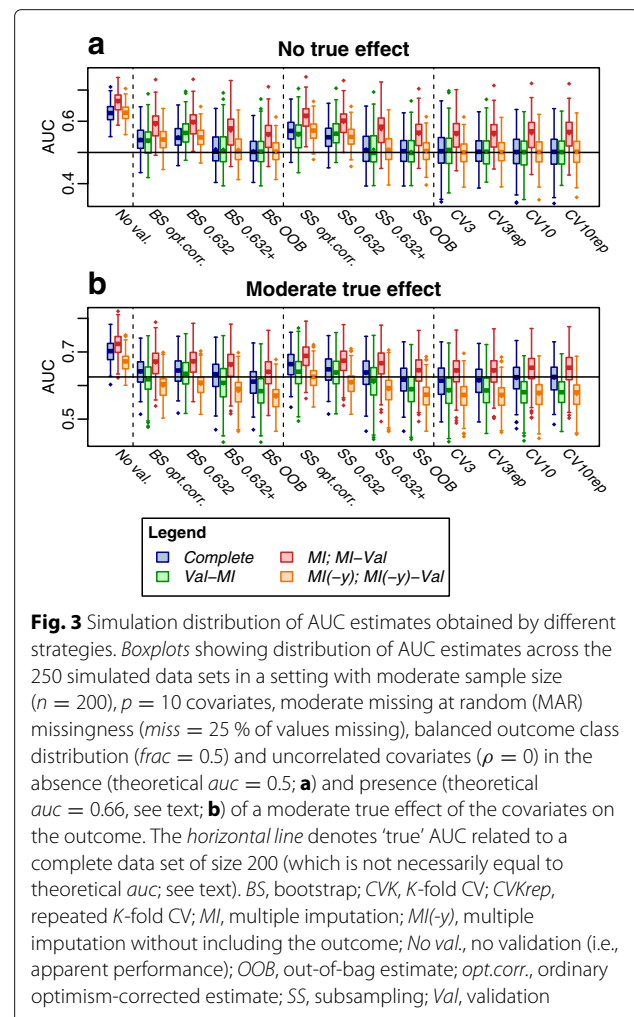 a
No true effect
AUC
0.6
0.4
No val.
BS opt.corr.
BS 0.632
BS 0.632+
BS OOB
SS opt.corr.
SS 0.632
SS 0.632+
SS OOB
CV3
CV3rep
CV10
CV10rep
b
Moderate true effect
AUC
0.7
0.5
No val.
BS opt.corr.
BS 0.632
BS 0.632+
BS OOB
SS opt.corr.
SS 0.632
SS 0.632+
SS OOB
CV3
CV3rep
CV10
CV10rep
Legend
Complete
MI; MI−Val
Val−MI
MI(−y); MI(−y)−Val
Fig. 3 Simulation distribution of AUC estimates obtained by different
strategies. Boxplots showing distribution of AUC estimates across the
250 simulated data sets in a setting with moderate sample size
(n = 200), p = 10 covariates, moderate missing at random (MAR)
missingness (miss = 25 % of values missing), balanced outcome class
distribution (frac = 0.5) and uncorrelated covariates (ρ = 0) in the
absence (theoretical auc = 0.5; a) and presence (theoretical
auc = 0.66, see text; b) of a moderate true effect of the covariates on
the outcome. The horizontal line denotes ‘true’ AUC related to a
complete data set of size 200 (which is not necessarily equal to
theoretical auc; see text). BS, bootstrap; CVK, K-fold CV; CVKrep,
repeated K-fold CV; MI, multiple imputation; MI(-y), multiple
imputation without including the outcome; No val., no validation (i.e.,
apparent performance); OOB, out-of-bag estimate; opt.corr., ordinary
optimism-corrected estimate; SS, subsampling; Val, validation